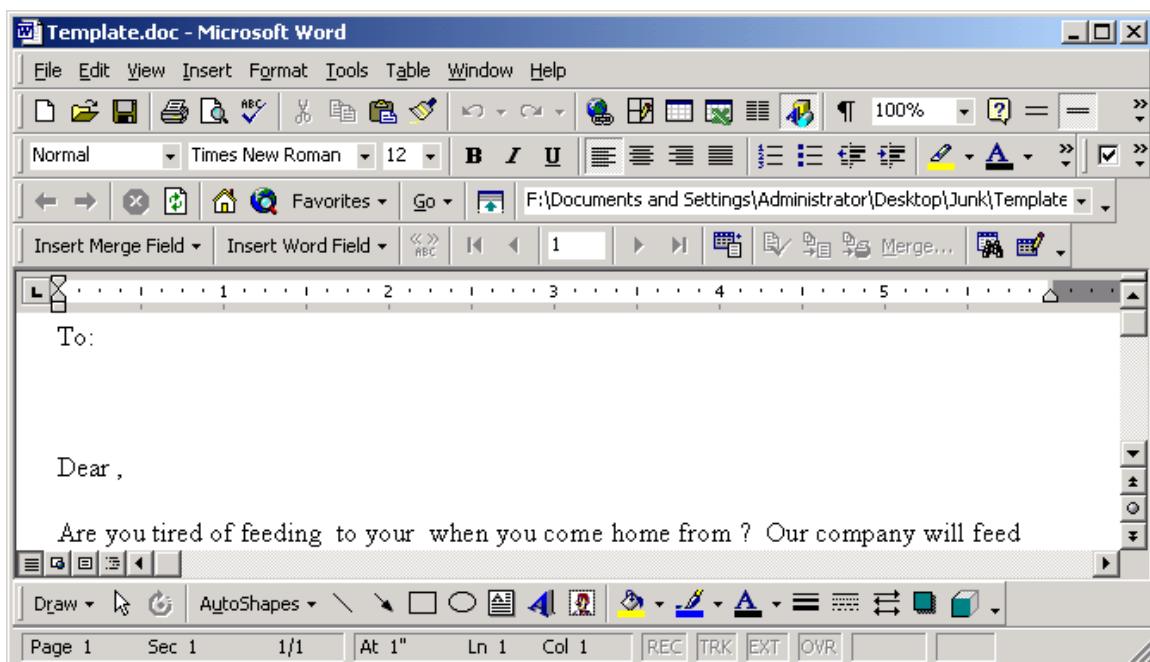 Template.doc - Microsoft Word
File Edit View Insert Format Tools Table Window Help
ABC 100%
Normal Times New Roman 12 B I U A
Favorites Go F:\Documents and Settings\Administrator\Desktop\Junk\Template
Insert Merge Field Insert Word Field «» ABC 1 Merge...
L 1 2 3 4 5
To:
Dear ,
Are you tired of feeding to your when you come home from ? Our company will feed
Draw AutoShapes A A
Page 1 Sec 1 1/1 At 1" Ln 1 Col 1 REC TRK EXT OVR